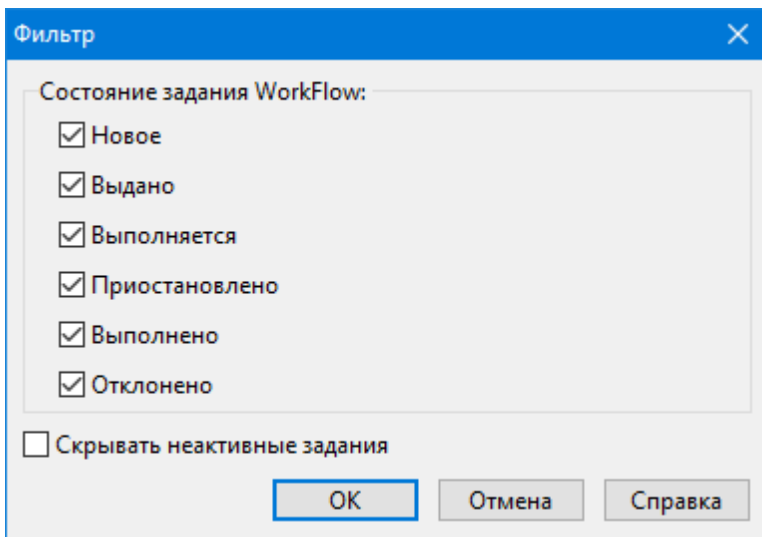 Фильтр
Состояние задания WorkFlow:
Новое
Выдано
Выполняется
Приостановлено
Выполнено
Отклонено
Скрывать неактивные задания
OK Отмена Справка